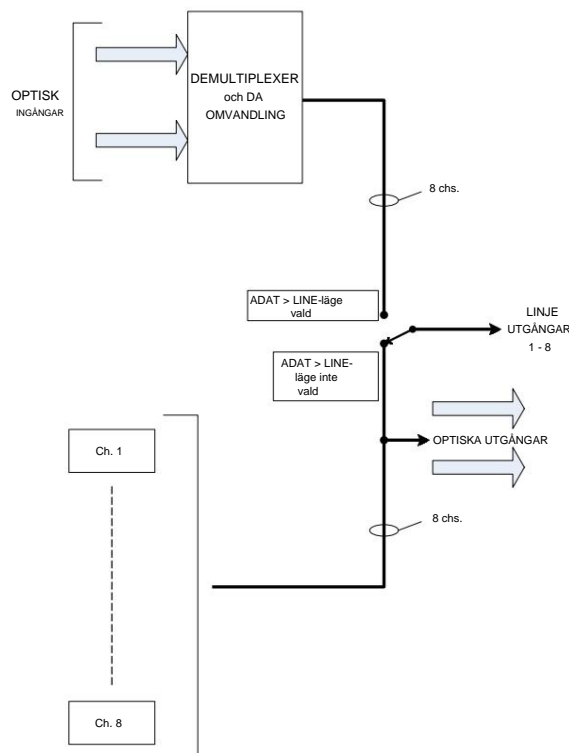 DEMULTIPLEXER
och DA
OMVANDLING
OPTISK
INGÅNGAR
8 chs.
ADAT > LINE-läge
vald
LINJE
UTGÅNGAR
1 - 8
ADAT > LINE-
läge inte
vald
Ch. 1
OPTISKA UTGÅNGAR
8 chs.
Ch. 8